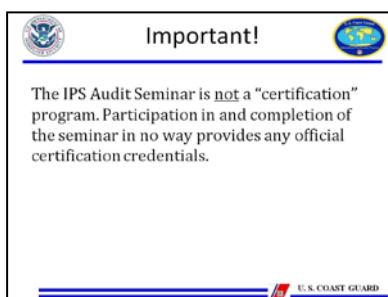 Important!
The IPS Audit Seminar is not a “certification”
program. Participation in and completion of
the seminar in no way provides any official
certification credentials.
U. S. COAST GUARD